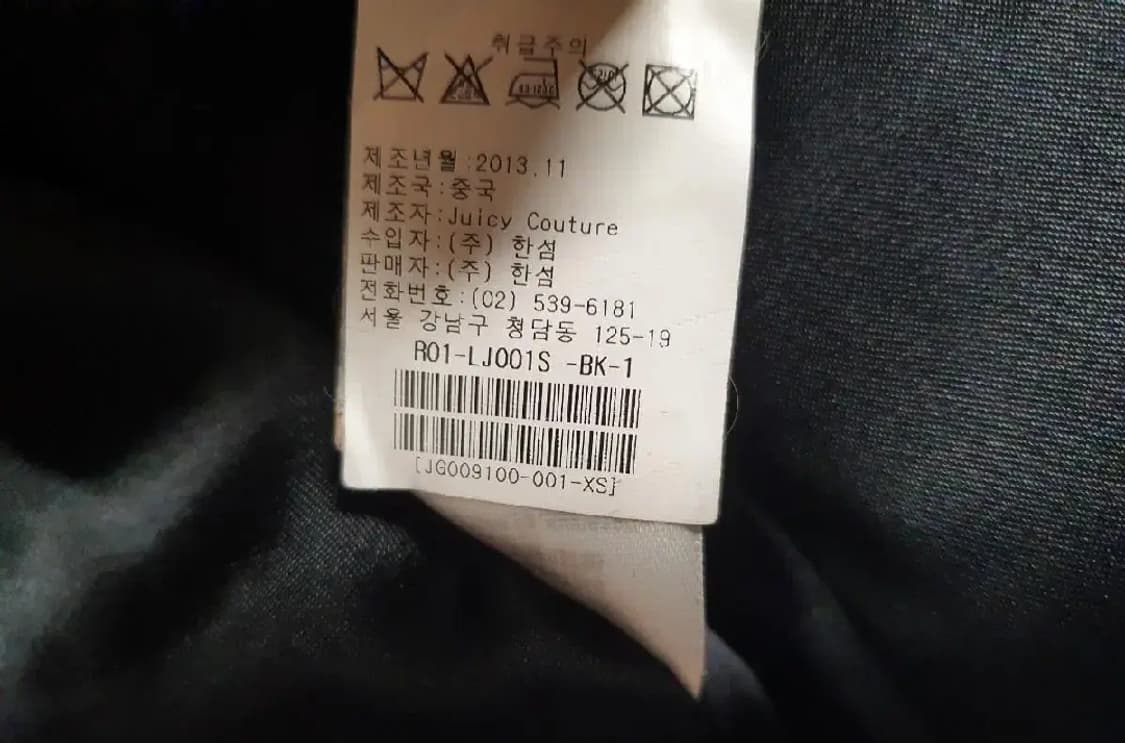 취급주의
제조년월:2013.11
제조국:중국
제조자:Juicy Couture
수입자:(주) 한섬
판매자:(주) 한섬
전화번호:(02) 539-6181
서울 강남구 청담동 125-19
R01-LJ001S -BK-1
[JG009100-001-XS]